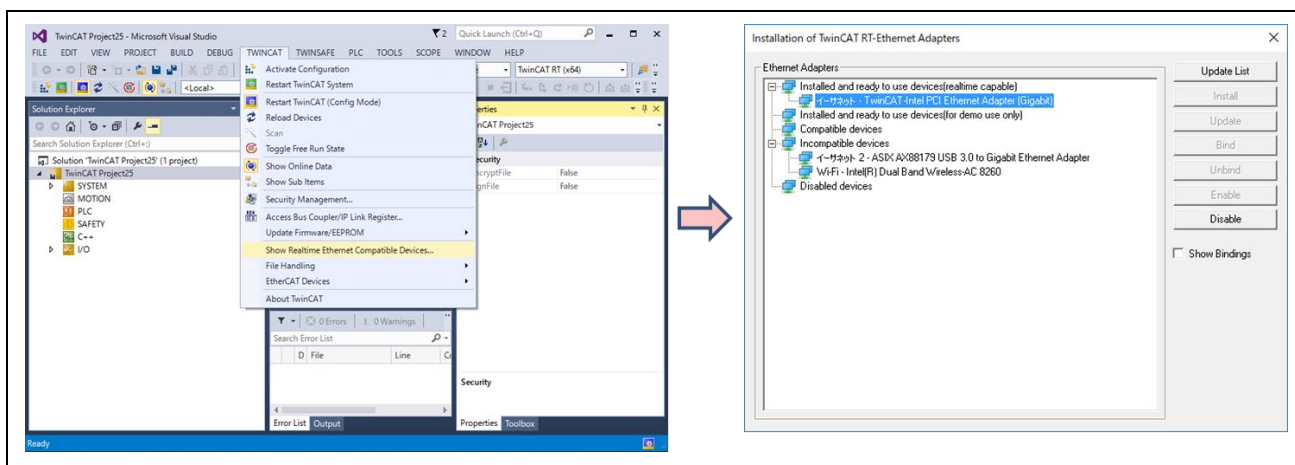 TwinCAT Project25 - Microsoft Visual Studio
2
Quick Launch (Ctrl+Q)
FILE EDIT VIEW PROJECT BUILD DEBUG TWINCAT TWINSAFE PLC TOOLS SCOPE WINDOW HELP
TwinCAT RT (x64)
<Local>
Activate Configuration
Restart TwinCAT System
Restart TwinCAT (Config Mode)
Reload Devices
Scan
Toggle Free Run State
Show Online Data
Show Sub Items
Security Management...
Access Bus Coupler/IP Link Register...
Update Firmware/EEPROM
Show Realtime Ethernet Compatible Devices...
File Handling
EtherCAT Devices
About TwinCAT
Solution Explorer
Search Solution Explorer (Ctrl+:)
Solution 'TwinCAT Project25' (1 project)
TwinCAT Project25
SYSTEM
MOTION
PLC
SAFETY
C++
I/O
0 Errors
0 Warnings
Search Error List
D File Line
Error List Output
Security
Properties Toolbox
False
False
Ready
Installation of TwinCAT RT-Ethernet Adapters
Ethernet Adapters
Installed and ready to use devices(realtime capable)
イーサネット - TwinCAT-Intel PCI Ethernet Adapter (Gigabit)
Installed and ready to use devices(for demo use only)
Compatible devices
Incompatible devices
イーサネット 2 - ASIX AX88179 USB 3.0 to Gigabit Ethernet Adapter
Wi-Fi - Intel(R) Dual Band Wireless-AC 8260
Disabled devices
Update List
Install
Update
Bind
Unbind
Enable
Disable
Show Bindings